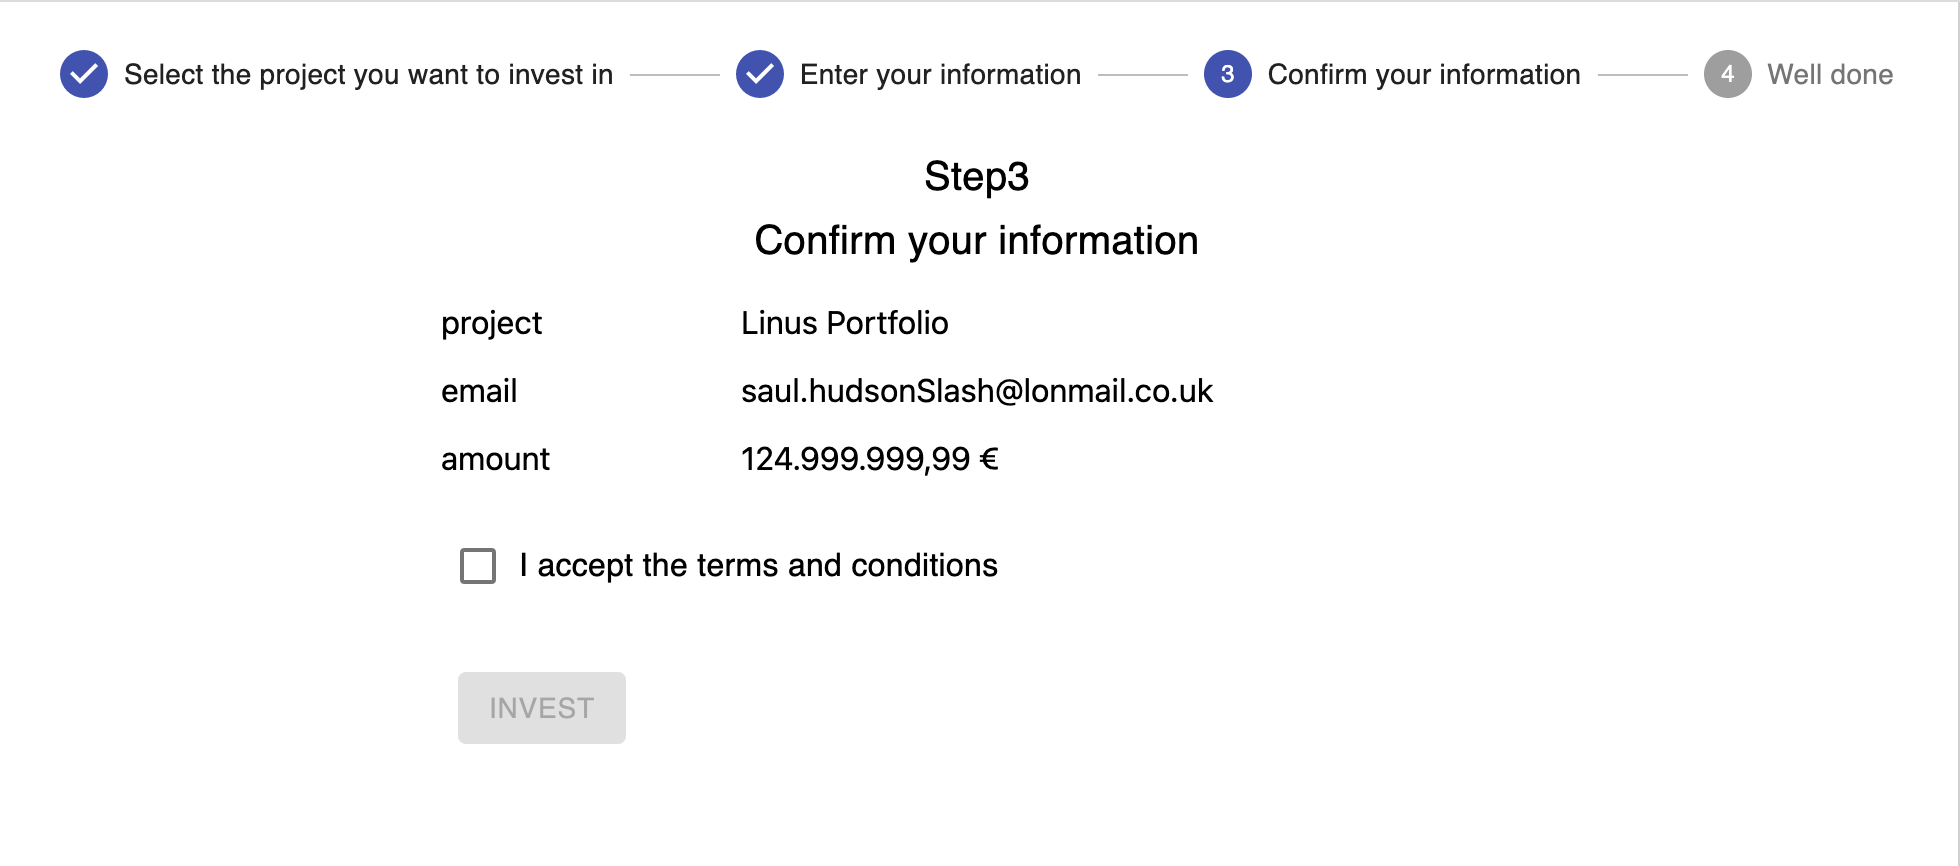 Select the project you want to invest in Enter your information 3 Confirm your information 4 Well done
Step3
Confirm your information
project Linus Portfolio
email saul.hudsonSlash@lonmail.co.uk
amount 124.999.999,99 €
I accept the terms and conditions
INVEST